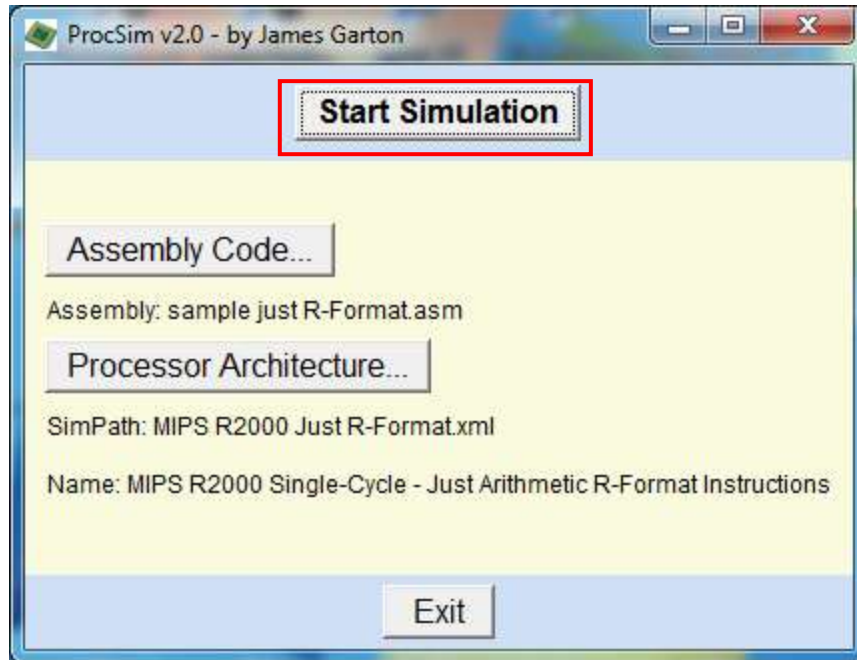 ProcSim v2.0 - by James Garton
Start Simulation
Assembly Code...
Assembly: sample just R-Format.asm
Processor Architecture...
SimPath: MIPS R2000 Just R-Format.xml
Name: MIPS R2000 Single-Cycle - Just Arithmetic R-Format Instructions
Exit